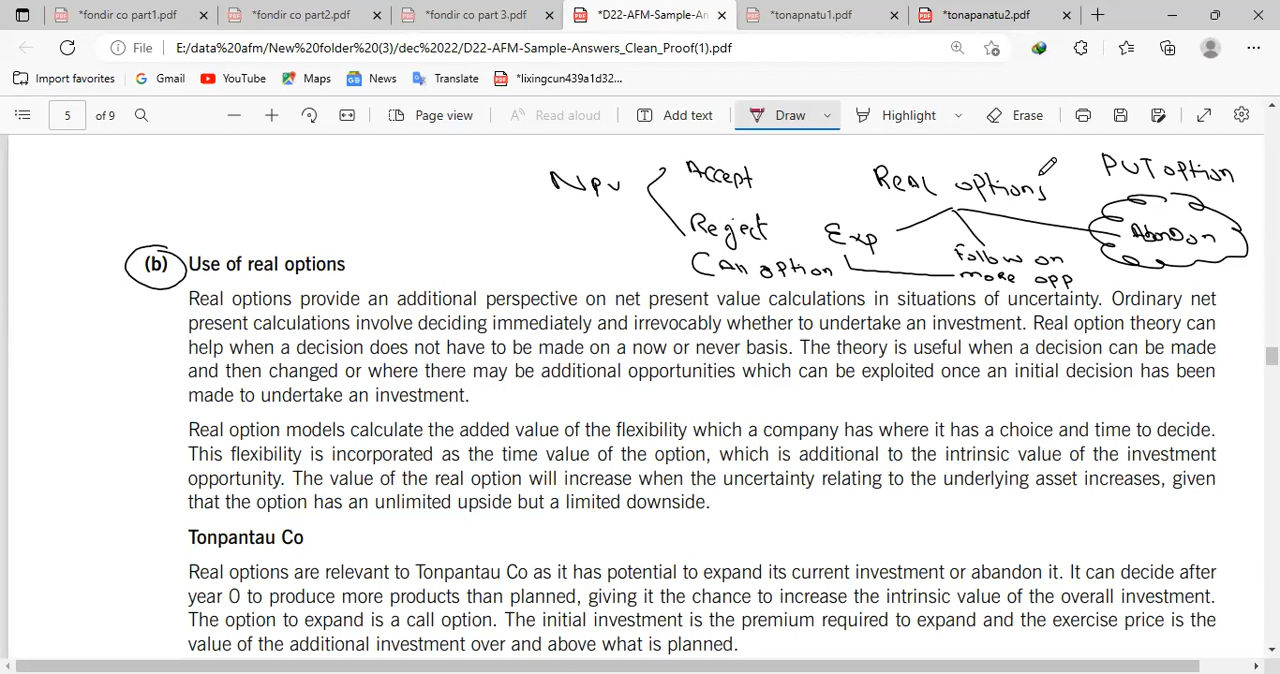 *fondir co part1.pdf
*fondir co part2.pdf
*fondir co part 3.pdf
*D22-AFM-Sample-An
*tonapnatu1.pdf
*tonapanatu2.pdf
File
E:/data%20afm/New%20folder%20(3)/dec%2022/D22-AFM-Sample-Answers_Clean_Proof(1).pdf
Import favorites
Gmail
YouTube
Maps
News
Translate
*lixingcun439a1d32...
5
of 9
Page view
Read aloud
Add text
Draw
Highlight
Erase
NPV
Accept
Reject
CAll option
REAL options
Exp
Follow on
more opp
PUT option
AbanDon
(b) Use of real options
Real options provide an additional perspective on net present value calculations in situations of uncertainty. Ordinary net
present calculations involve deciding immediately and irrevocably whether to undertake an investment. Real option theory can
help when a decision does not have to be made on a now or never basis. The theory is useful when a decision can be made
and then changed or where there may be additional opportunities which can be exploited once an initial decision has been
made to undertake an investment.
Real option models calculate the added value of the flexibility which a company has where it has a choice and time to decide.
This flexibility is incorporated as the time value of the option, which is additional to the intrinsic value of the investment
opportunity. The value of the real option will increase when the uncertainty relating to the underlying asset increases, given
that the option has an unlimited upside but a limited downside.
Tonpantau Co
Real options are relevant to Tonpantau Co as it has potential to expand its current investment or abandon it. It can decide after
year 0 to produce more products than planned, giving it the chance to increase the intrinsic value of the overall investment.
The option to expand is a call option. The initial investment is the premium required to expand and the exercise price is the
value of the additional investment over and above what is planned.